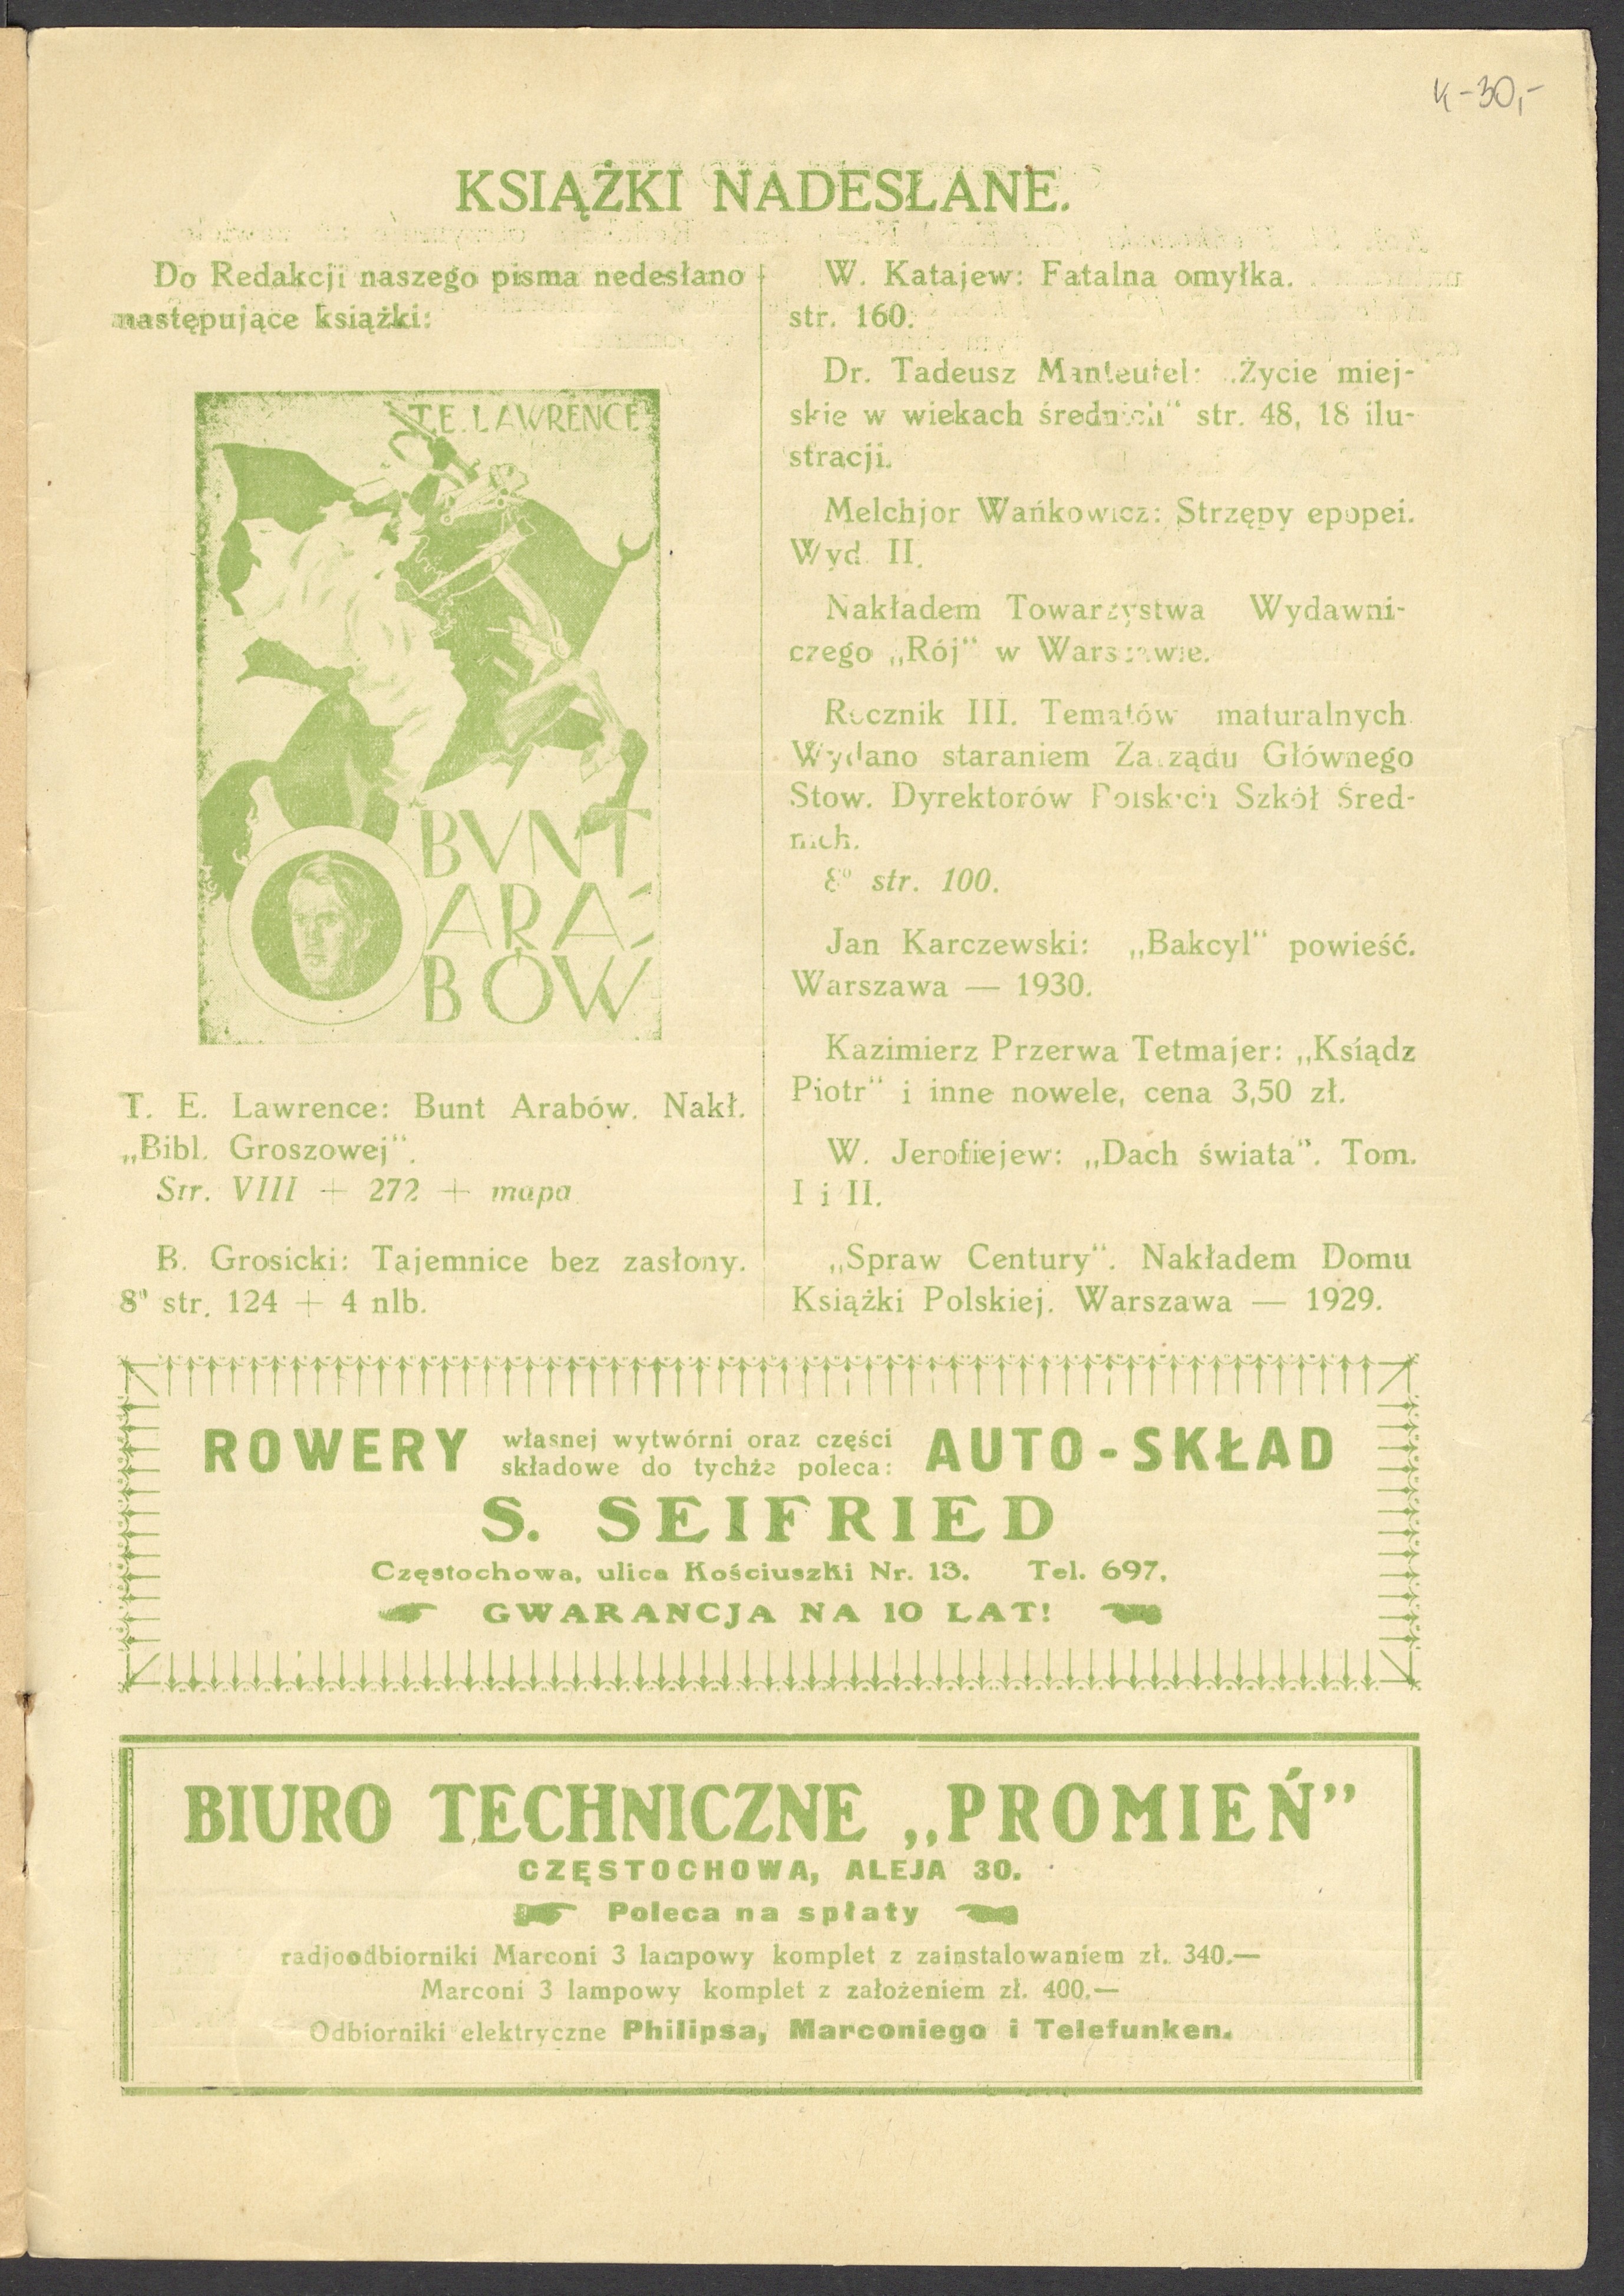 K-30,-
KSIĄŻKI NADESŁANE.
Do Redakcji naszego pisma nedesłano
następujące książki:
T.E. LAWRENCE
BVNT
ARA-
BÓW
T. E. Lawrence: Bunt Arabów. Nakł.
„Bibl. Groszowej“.
Str. VIII + 272 + mapa
B. Grosicki: Tajemnice bez zasłony.
8° str. 124 + 4 nlb.
W. Katajew: Fatalna omyłka.
str. 160.
Dr. Tadeusz Manteufel: „Życie miej-
skie w wiekach średnich“ str. 48, 18 ilu-
stracji.
Melchjor Wańkowicz: Strzępy epopei.
Wyd. II.
Nakładem Towarzystwa Wydawni-
czego „Rój“ w Warszawie.
Rocznik III. Tematów maturalnych
Wydano staraniem Zarządu Głównego
Stow. Dyrektorów Polskich Szkół Śred-
nich.
8° str. 100.
Jan Karczewski: „Bakcyl“ powieść.
Warszawa — 1930.
Kazimierz Przerwa Tetmajer: „Ksiądz
Piotr“ i inne nowele, cena 3,50 zł.
W. Jerofiejew: „Dach świata“. Tom.
I i II.
„Spraw Century“. Nakładem Domu
Książki Polskiej. Warszawa — 1929.
ROWERY własnej wytwórni oraz części AUTO-SKŁAD
składowe do tychże poleca:
S. SEIFRIED
Częstochowa, ulica Kościuszki Nr. 13. Tel. 697.
GWARANCJA NA 10 LAT!
BIURO TECHNICZNE „PROMIEŃ”
CZĘSTOCHOWA, ALEJA 30.
Poleca na spłaty
radjoodbiorniki Marconi 3 lampowy komplet z zainstalowaniem zł. 340.—
Marconi 3 lampowy komplet z założeniem zł. 400.—
Odbiorniki elektryczne Philipsa, Marconiego i Telefunken.